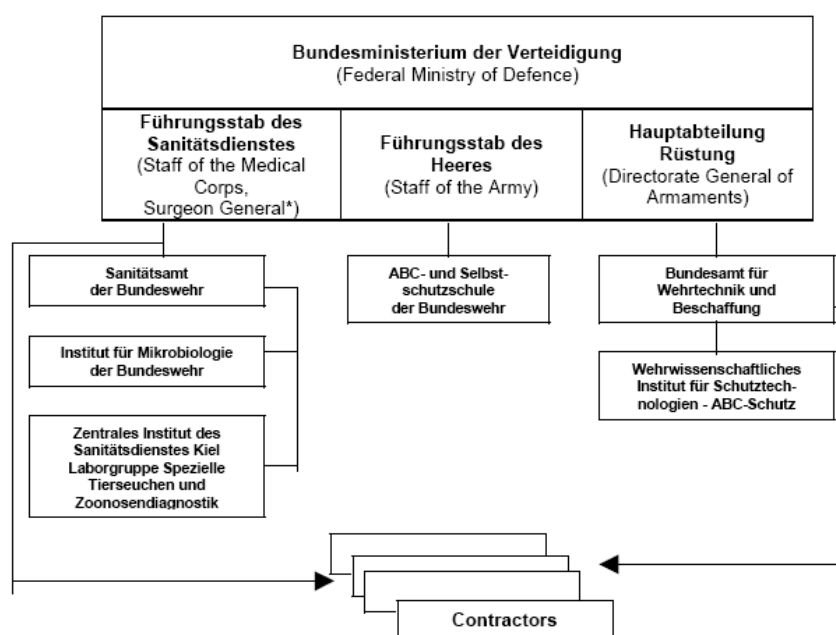 Bundesministerium der Verteidigung
(Federal Ministry of Defence)
Führungsstab des
Sanitätsdienstes
(Staff of the Medical
Corps,
Surgeon General*)
Führungsstab des
Heeres
(Staff of the Army)
Hauptabteilung
Rüstung
(Directorate General of
Armaments)
Sanitätsamt
der Bundeswehr
ABC- und Selbst-
schutzschule
der Bundeswehr
Bundesamt für
Wehrtechnik und
Beschaffung
Institut für Mikrobiologie
der Bundeswehr
Wehrwissenschaftliches
Institut für Schutztech-
nologien - ABC-Schutz
Zentrales Institut des
Sanitätsdienstes Kiel
Laborgruppe Spezielle
Tierseuchen und
Zoonosendiagnostik
Contractors